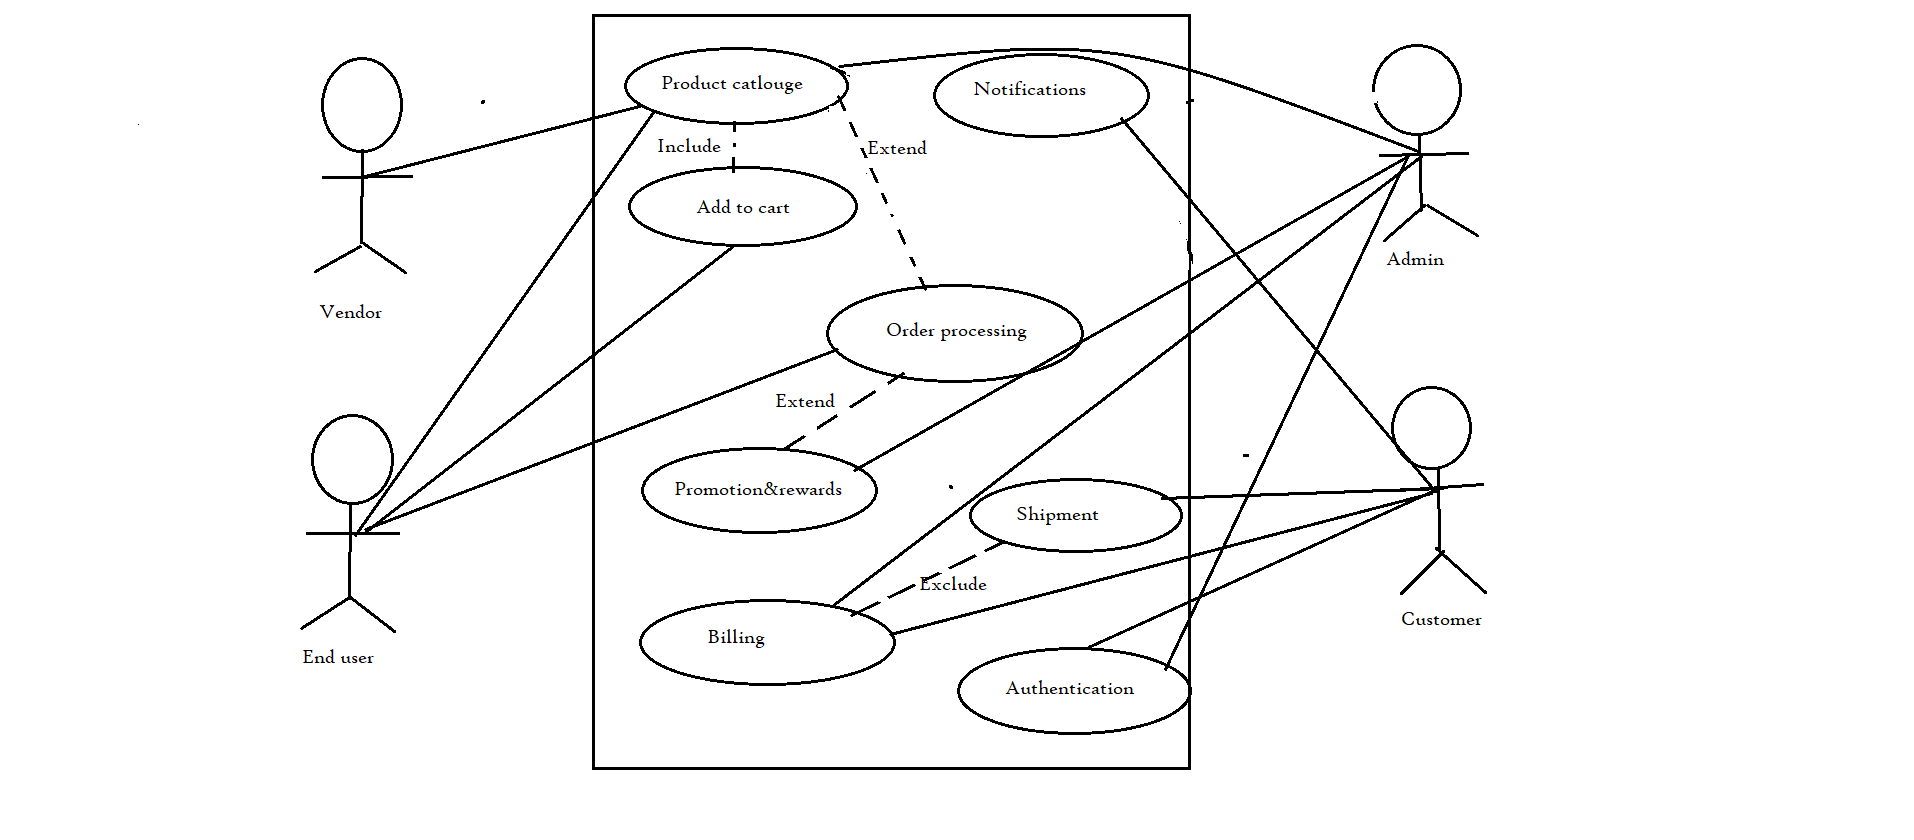 Product catlouge
Notifications
Include
Extend
Add to cart
Admin
Vendor
Order processing
Extend
Promotion&rewards
Shipment
Exclude
Customer
Billing
End user
Authentication